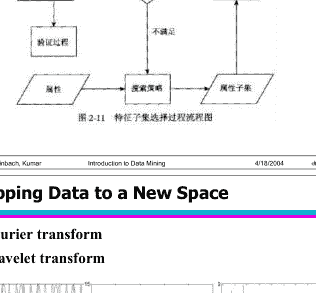 不满足
验证过程
属性
搜索策略
属性子集
图 2-11 特征子集选择过程流程图
inbach, Kumar Introduction to Data Mining 4/18/2004
pping Data to a New Space
urier transform
avelet transform